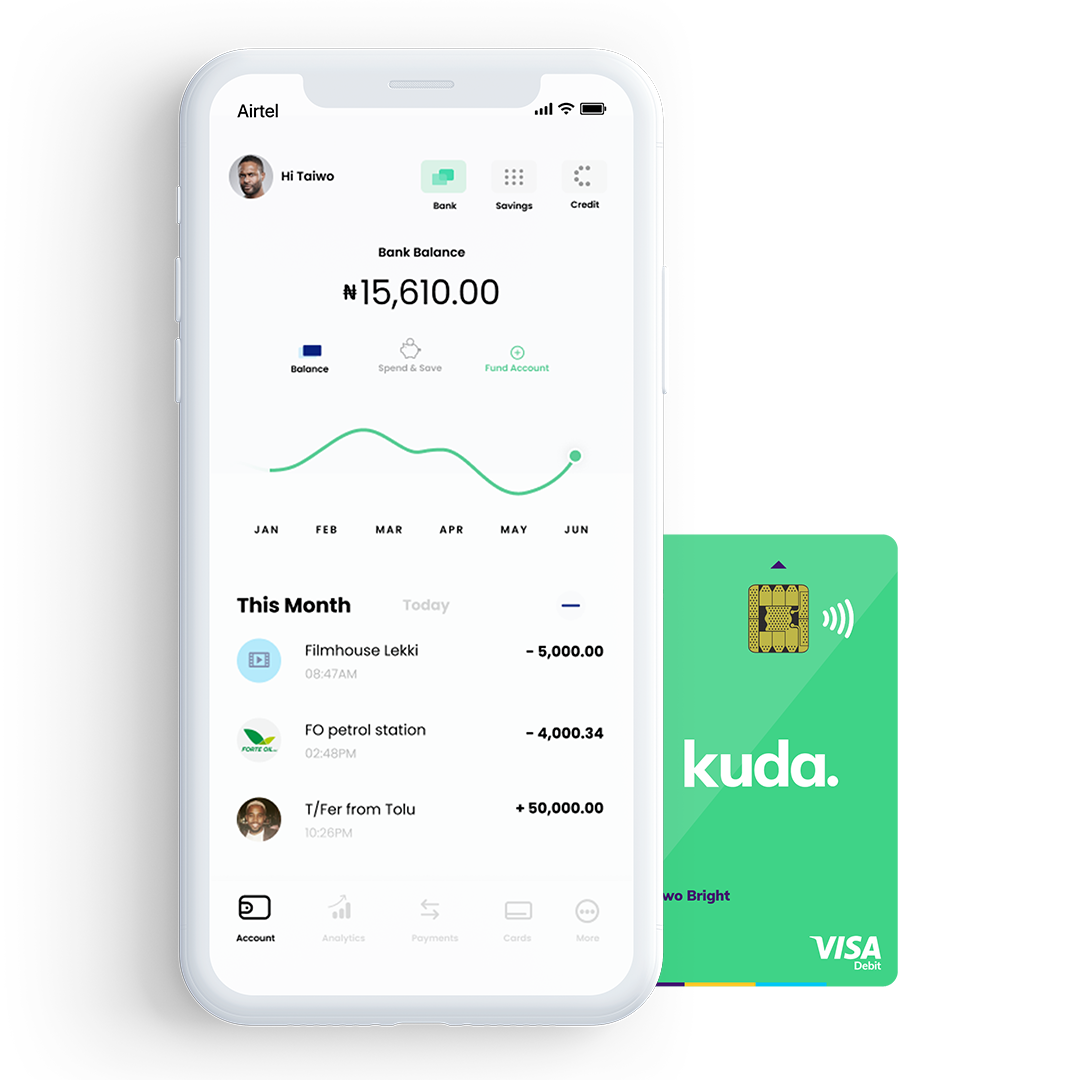 Airtel
Hi Taiwo
Bank
Savings
Credit
Bank Balance
₦15,610.00
Balance
Spend & Save
Fund Account
JAN FEB MAR APR MAY JUN
This Month Today
Filmhouse Lekki - 5,000.00
08:47AM
FO petrol station - 4,000.34
02:48PM
FORTE OIL
T/Fer from Tolu + 50,000.00
10:26PM
Account Analytics Payments Cards More
kuda.
wo Bright
VISA
Debit